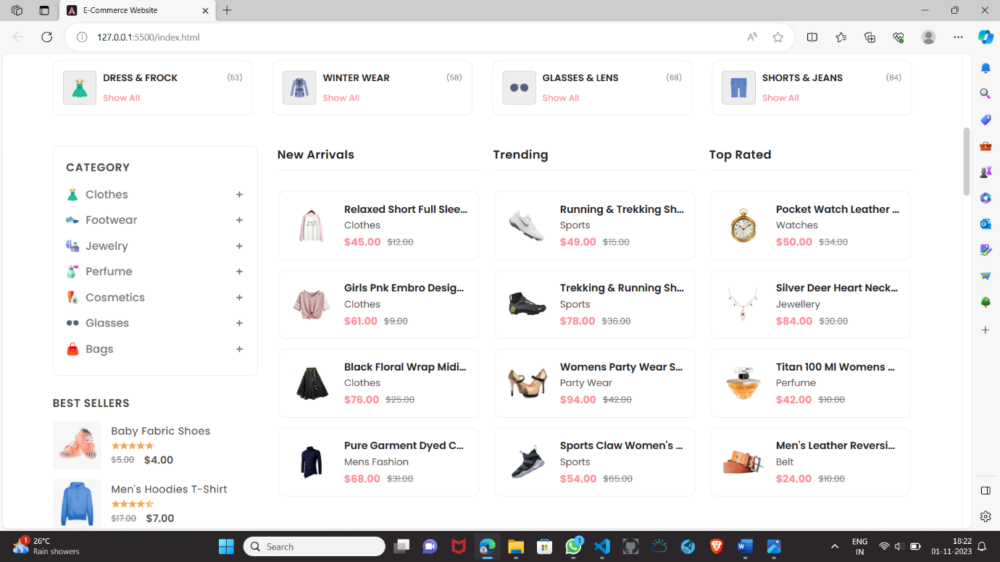 E-Commerce Website
127.0.0.1:5500/index.html
DRESS & FROCK (53)
Show All
WINTER WEAR (58)
Show All
GLASSES & LENS (68)
Show All
SHORTS & JEANS (84)
Show All
CATEGORY
Clothes +
Footwear +
Jewelry +
Perfume +
Cosmetics +
Glasses +
Bags +
BEST SELLERS
Baby Fabric Shoes
$5.00 $4.00
Men's Hoodies T-Shirt
$17.00 $7.00
New Arrivals
Relaxed Short Full Slee...
Clothes
$45.00 $12.00
Girls Pnk Embro Desig...
Clothes
$61.00 $9.00
Black Floral Wrap Midi...
Clothes
$76.00 $25.00
Pure Garment Dyed C...
Mens Fashion
$68.00 $31.00
Trending
Running & Trekking Sh...
Sports
$49.00 $15.00
Trekking & Running Sh...
Sports
$78.00 $36.00
Womens Party Wear S...
Party Wear
$94.00 $42.00
Sports Claw Women's ...
Sports
$54.00 $65.00
Top Rated
Pocket Watch Leather ...
Watches
$50.00 $34.00
Silver Deer Heart Neck...
Jewellery
$84.00 $30.00
Titan 100 Ml Womens ...
Perfume
$42.00 $10.00
Men's Leather Reversi...
Belt
$24.00 $10.00
1
26°C
Rain showers
Search
1
ENG
IN
18:22
01-11-2023